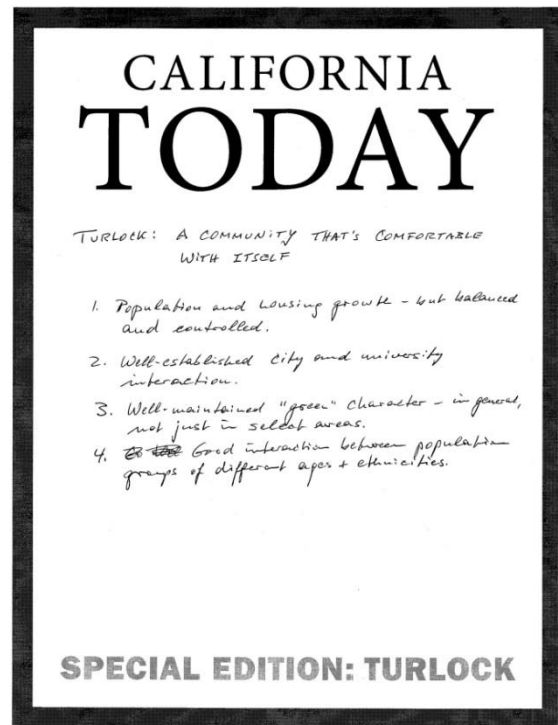 CALIFORNIA
TODAY
TURLOCK: A COMMUNITY THAT'S COMFORTABLE
WITH ITSELF
1. Population and housing growth – but balanced
and controlled.
2. Well-established city and university
interaction.
3. Well-maintained "green" character – in general,
not just in select areas.
4. Good interaction between population
groups of different ages + ethnicities.
SPECIAL EDITION: TURLOCK